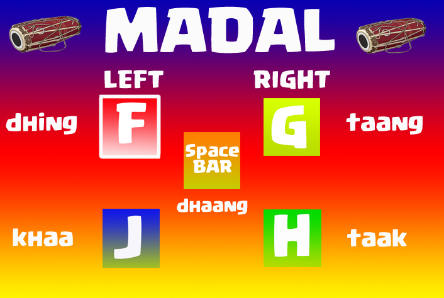 MADAL
LEFT RIGHT
dhing F G taang
Space
BAR
dhaang
khaa J H taak